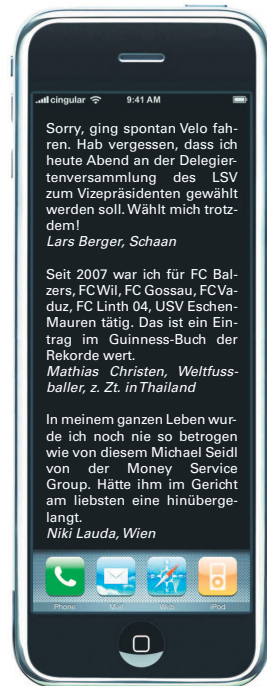 cingular 9:41 AM
Sorry, ging spontan Velo fah-
ren. Hab vergessen, dass ich
heute Abend an der Delegier-
tenversammlung des LSV
zum Vizepräsidenten gewählt
werden soll. Wählt mich trotz-
dem!
Lars Berger, Schaan
Seit 2007 war ich für FC Bal-
zers, FC Wil, FC Gossau, FC Va-
duz, FC Linth 04, USV Eschen-
Mauren tätig. Das ist ein Ein-
trag im Guinness-Buch der
Rekorde wert.
Mathias Christen, Weltfuss-
baller, z. Zt. in Thailand
In meinem ganzen Leben wur-
de ich noch nie so betrogen
wie von diesem Michael Seidl
von der Money Service
Group. Hätte ihm im Gericht
am liebsten eine hinüberge-
langt.
Niki Lauda, Wien
Phone Mail Web iPod